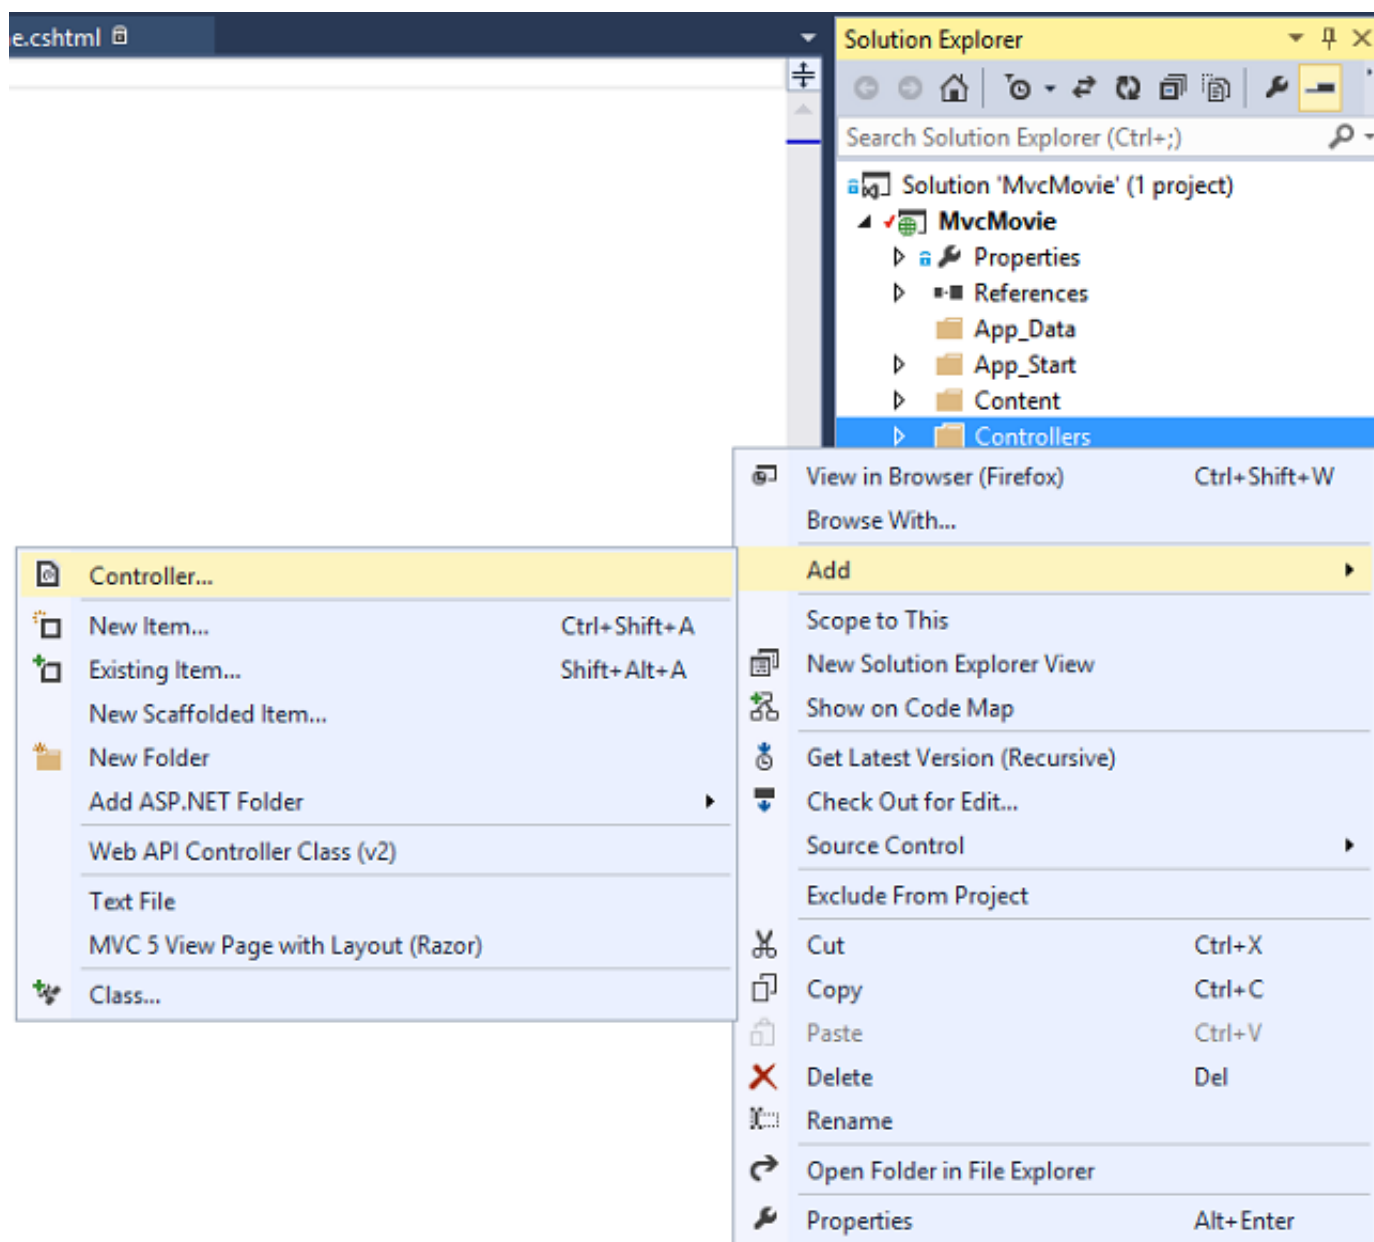 e.cshtml
Solution Explorer
Search Solution Explorer (Ctrl+;)
Solution 'MvcMovie' (1 project)
MvcMovie
Properties
References
App_Data
App_Start
Content
Controllers
View in Browser (Firefox) Ctrl+Shift+W
Browse With...
Add
Scope to This
New Solution Explorer View
Show on Code Map
Get Latest Version (Recursive)
Check Out for Edit...
Source Control
Exclude From Project
Cut Ctrl+X
Copy Ctrl+C
Paste Ctrl+V
Delete Del
Rename
Open Folder in File Explorer
Properties Alt+Enter
Controller...
New Item... Ctrl+Shift+A
Existing Item... Shift+Alt+A
New Scaffolded Item...
New Folder
Add ASP.NET Folder
Web API Controller Class (v2)
Text File
MVC 5 View Page with Layout (Razor)
Class...